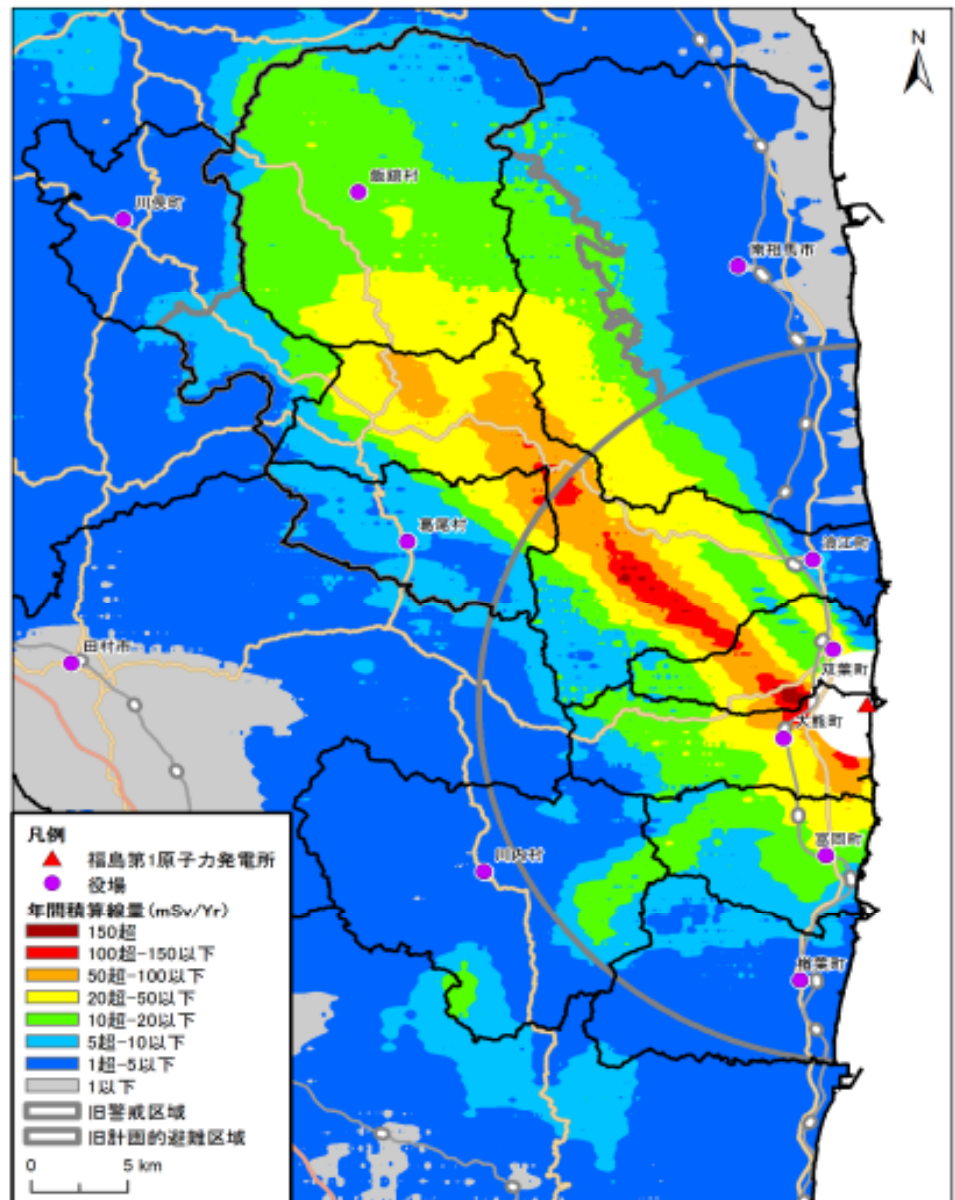 N
飯舘村
川俣町
南相馬市
浪江町
葛尾村
双葉町
田村市
大熊町
富岡町
川内村
楢葉町
凡例
福島第1原子力発電所
役場
年間積算線量(mSv/Yr)
150超
100超-150以下
50超-100以下
20超-50以下
10超-20以下
5超-10以下
1超-5以下
1以下
旧警戒区域
旧計画的避難区域
0 5 km